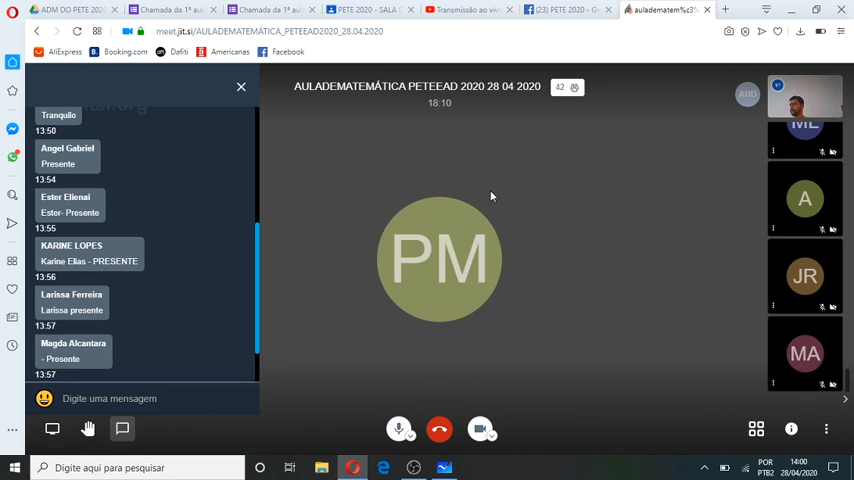 ADM DO PETE 2020
Chamada da 1ª aul
Chamada da 1ª aul
PETE 2020 - SALA D
Transmissão ao viv
(23) PETE 2020 - Gr
auladematem%c3%
meet.jit.si/AULADEMATEMÁTICA_PETEEAD2020_28.04.2020
AliExpress
Booking.com
Dafiti
Americanas
Facebook
Tranquilo
13:50
Angel Gabriel
Presente
13:54
Ester Elienai
Ester- Presente
13:55
KARINE LOPES
Karine Elias - PRESENTE
13:56
Larissa Ferreira
Larissa presente
13:57
Magda Alcantara
- Presente
13:57
Digite uma mensagem
AULADEMATEMÁTICA PETEEAD 2020 28 04 2020
42
18:10
PM
AUD
ME
A
JR
MA
Digite aqui para pesquisar
POR
PTB2
14:00
28/04/2020